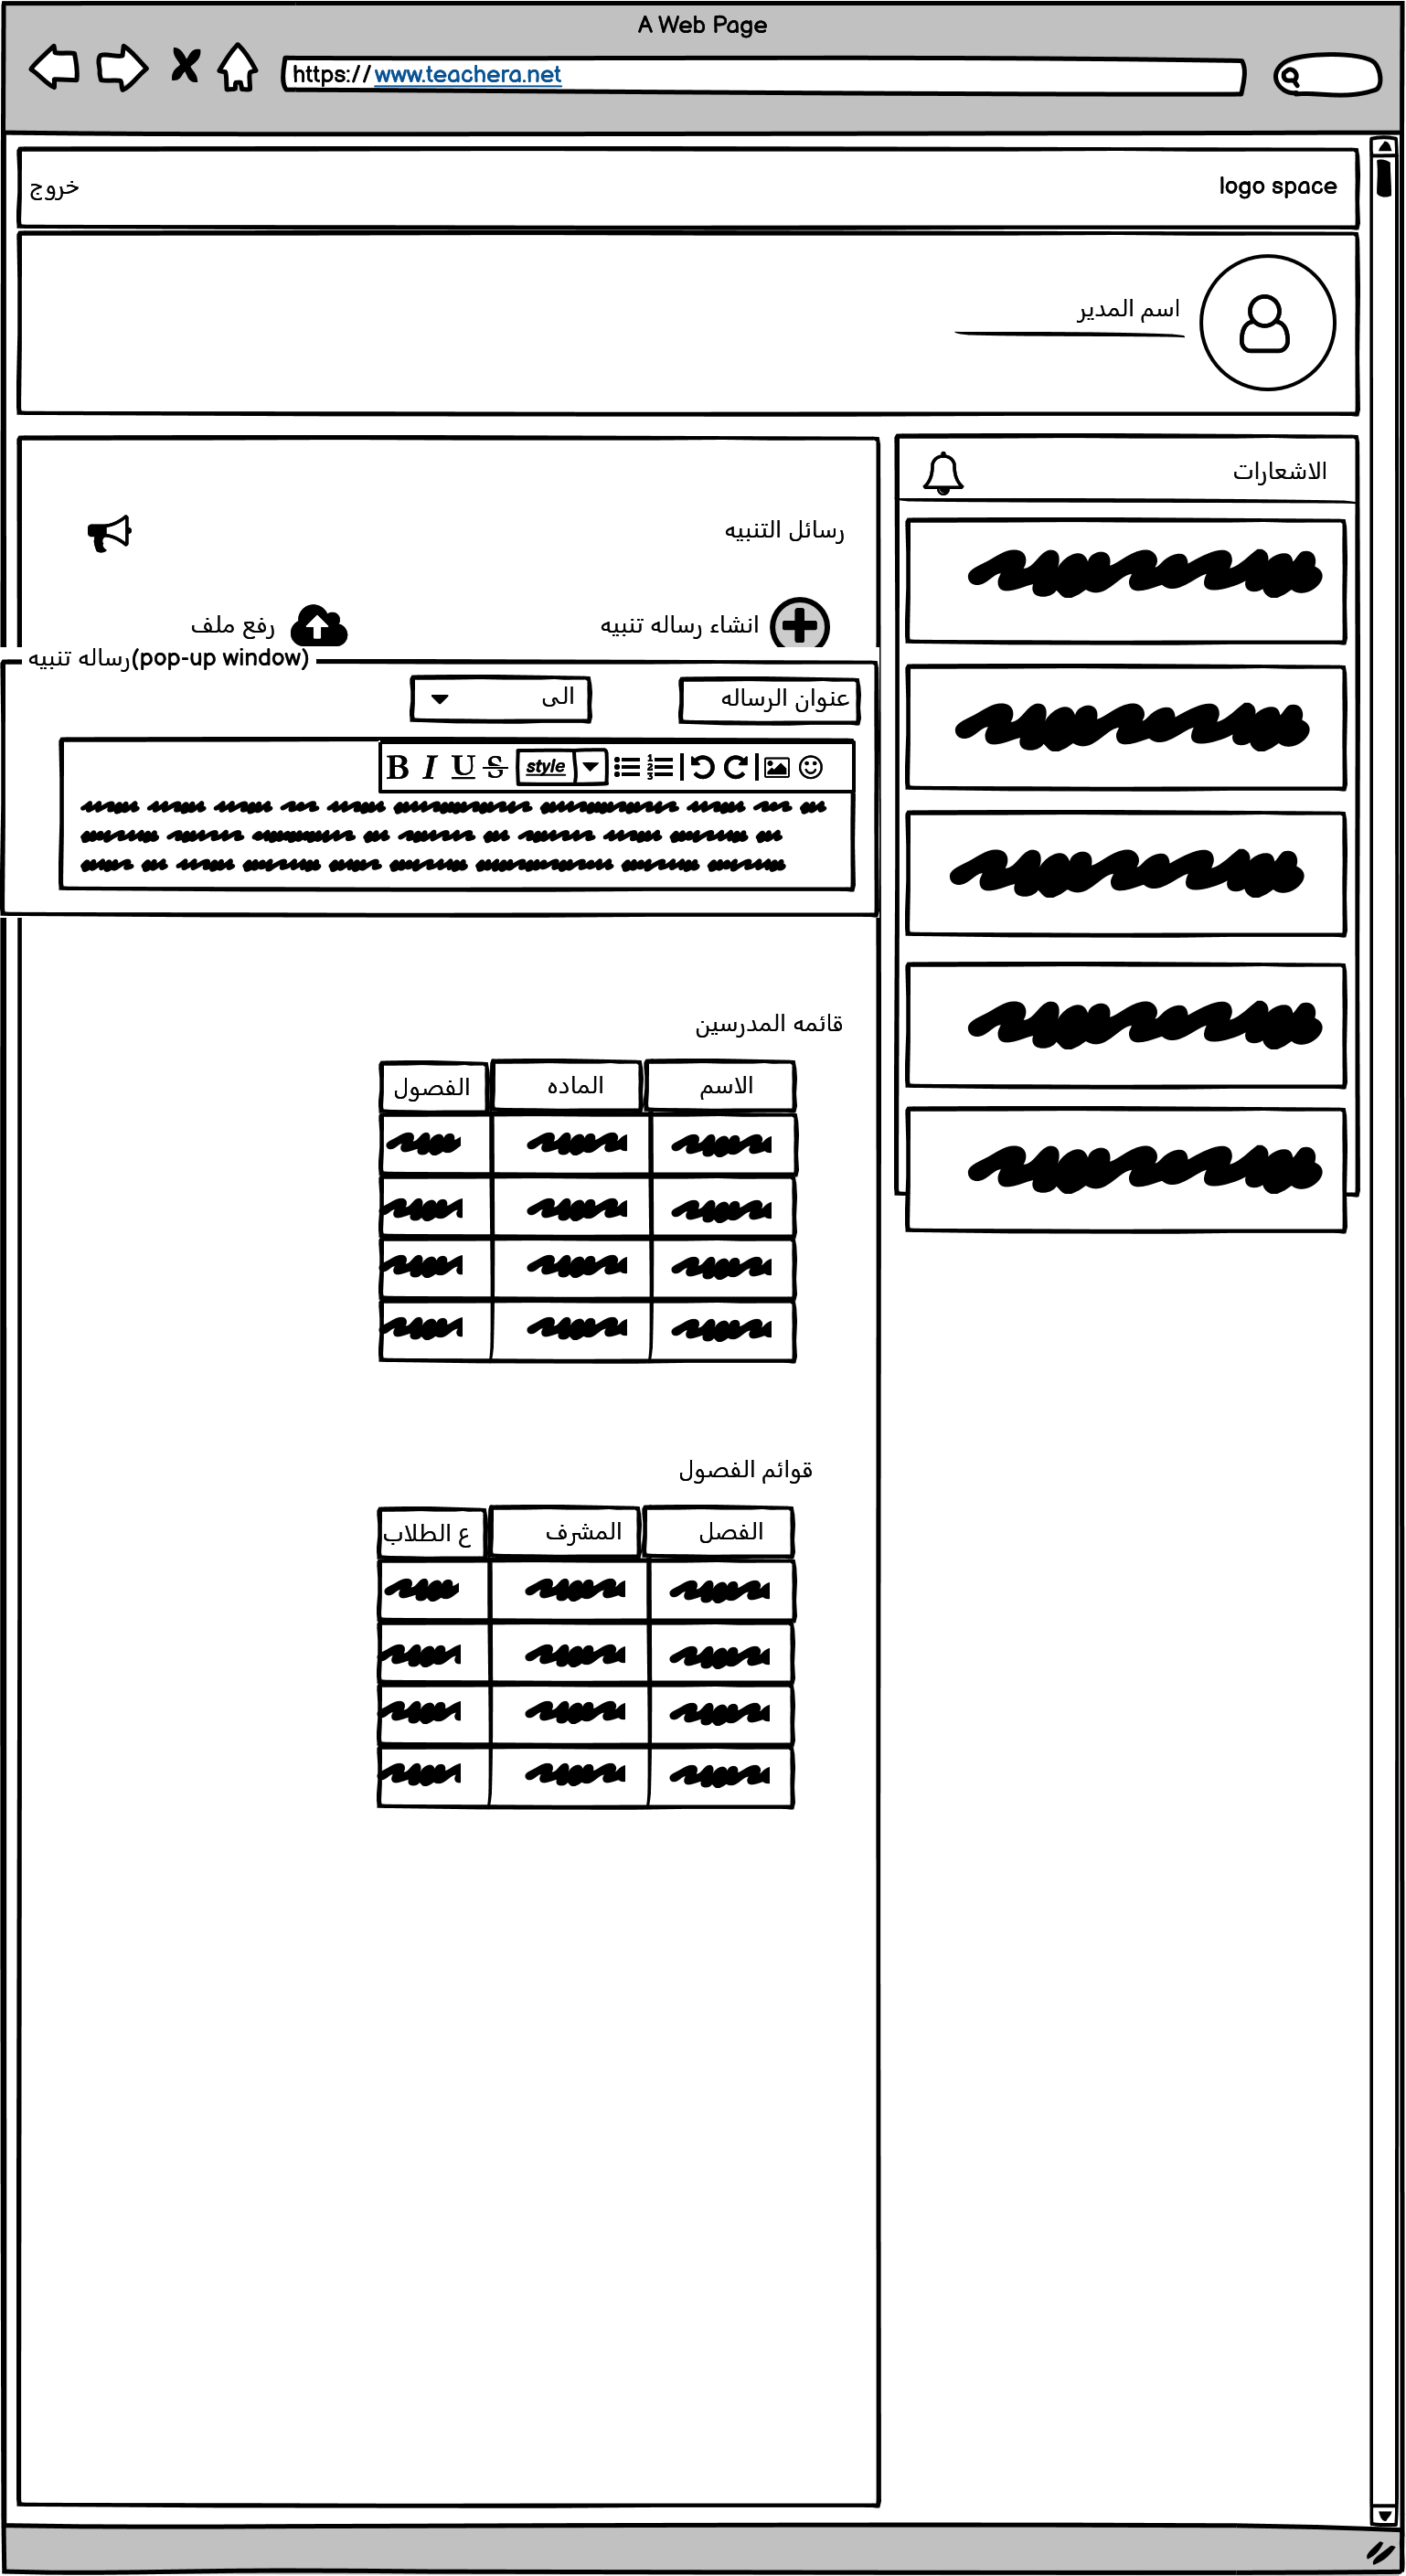 A Web Page
https://www.teachera.net
logo space
خروج
اسم المدير
الاشعارات
رسائل التنبيه
انشاء رساله تنبيه
رفع ملف
رساله تنبيه(pop-up window)
عنوان الرساله
الى
B I U S style
قائمه المدرسين
الاسم الماده الفصول
قوائم الفصول
الفصل المشرف ع الطلاب